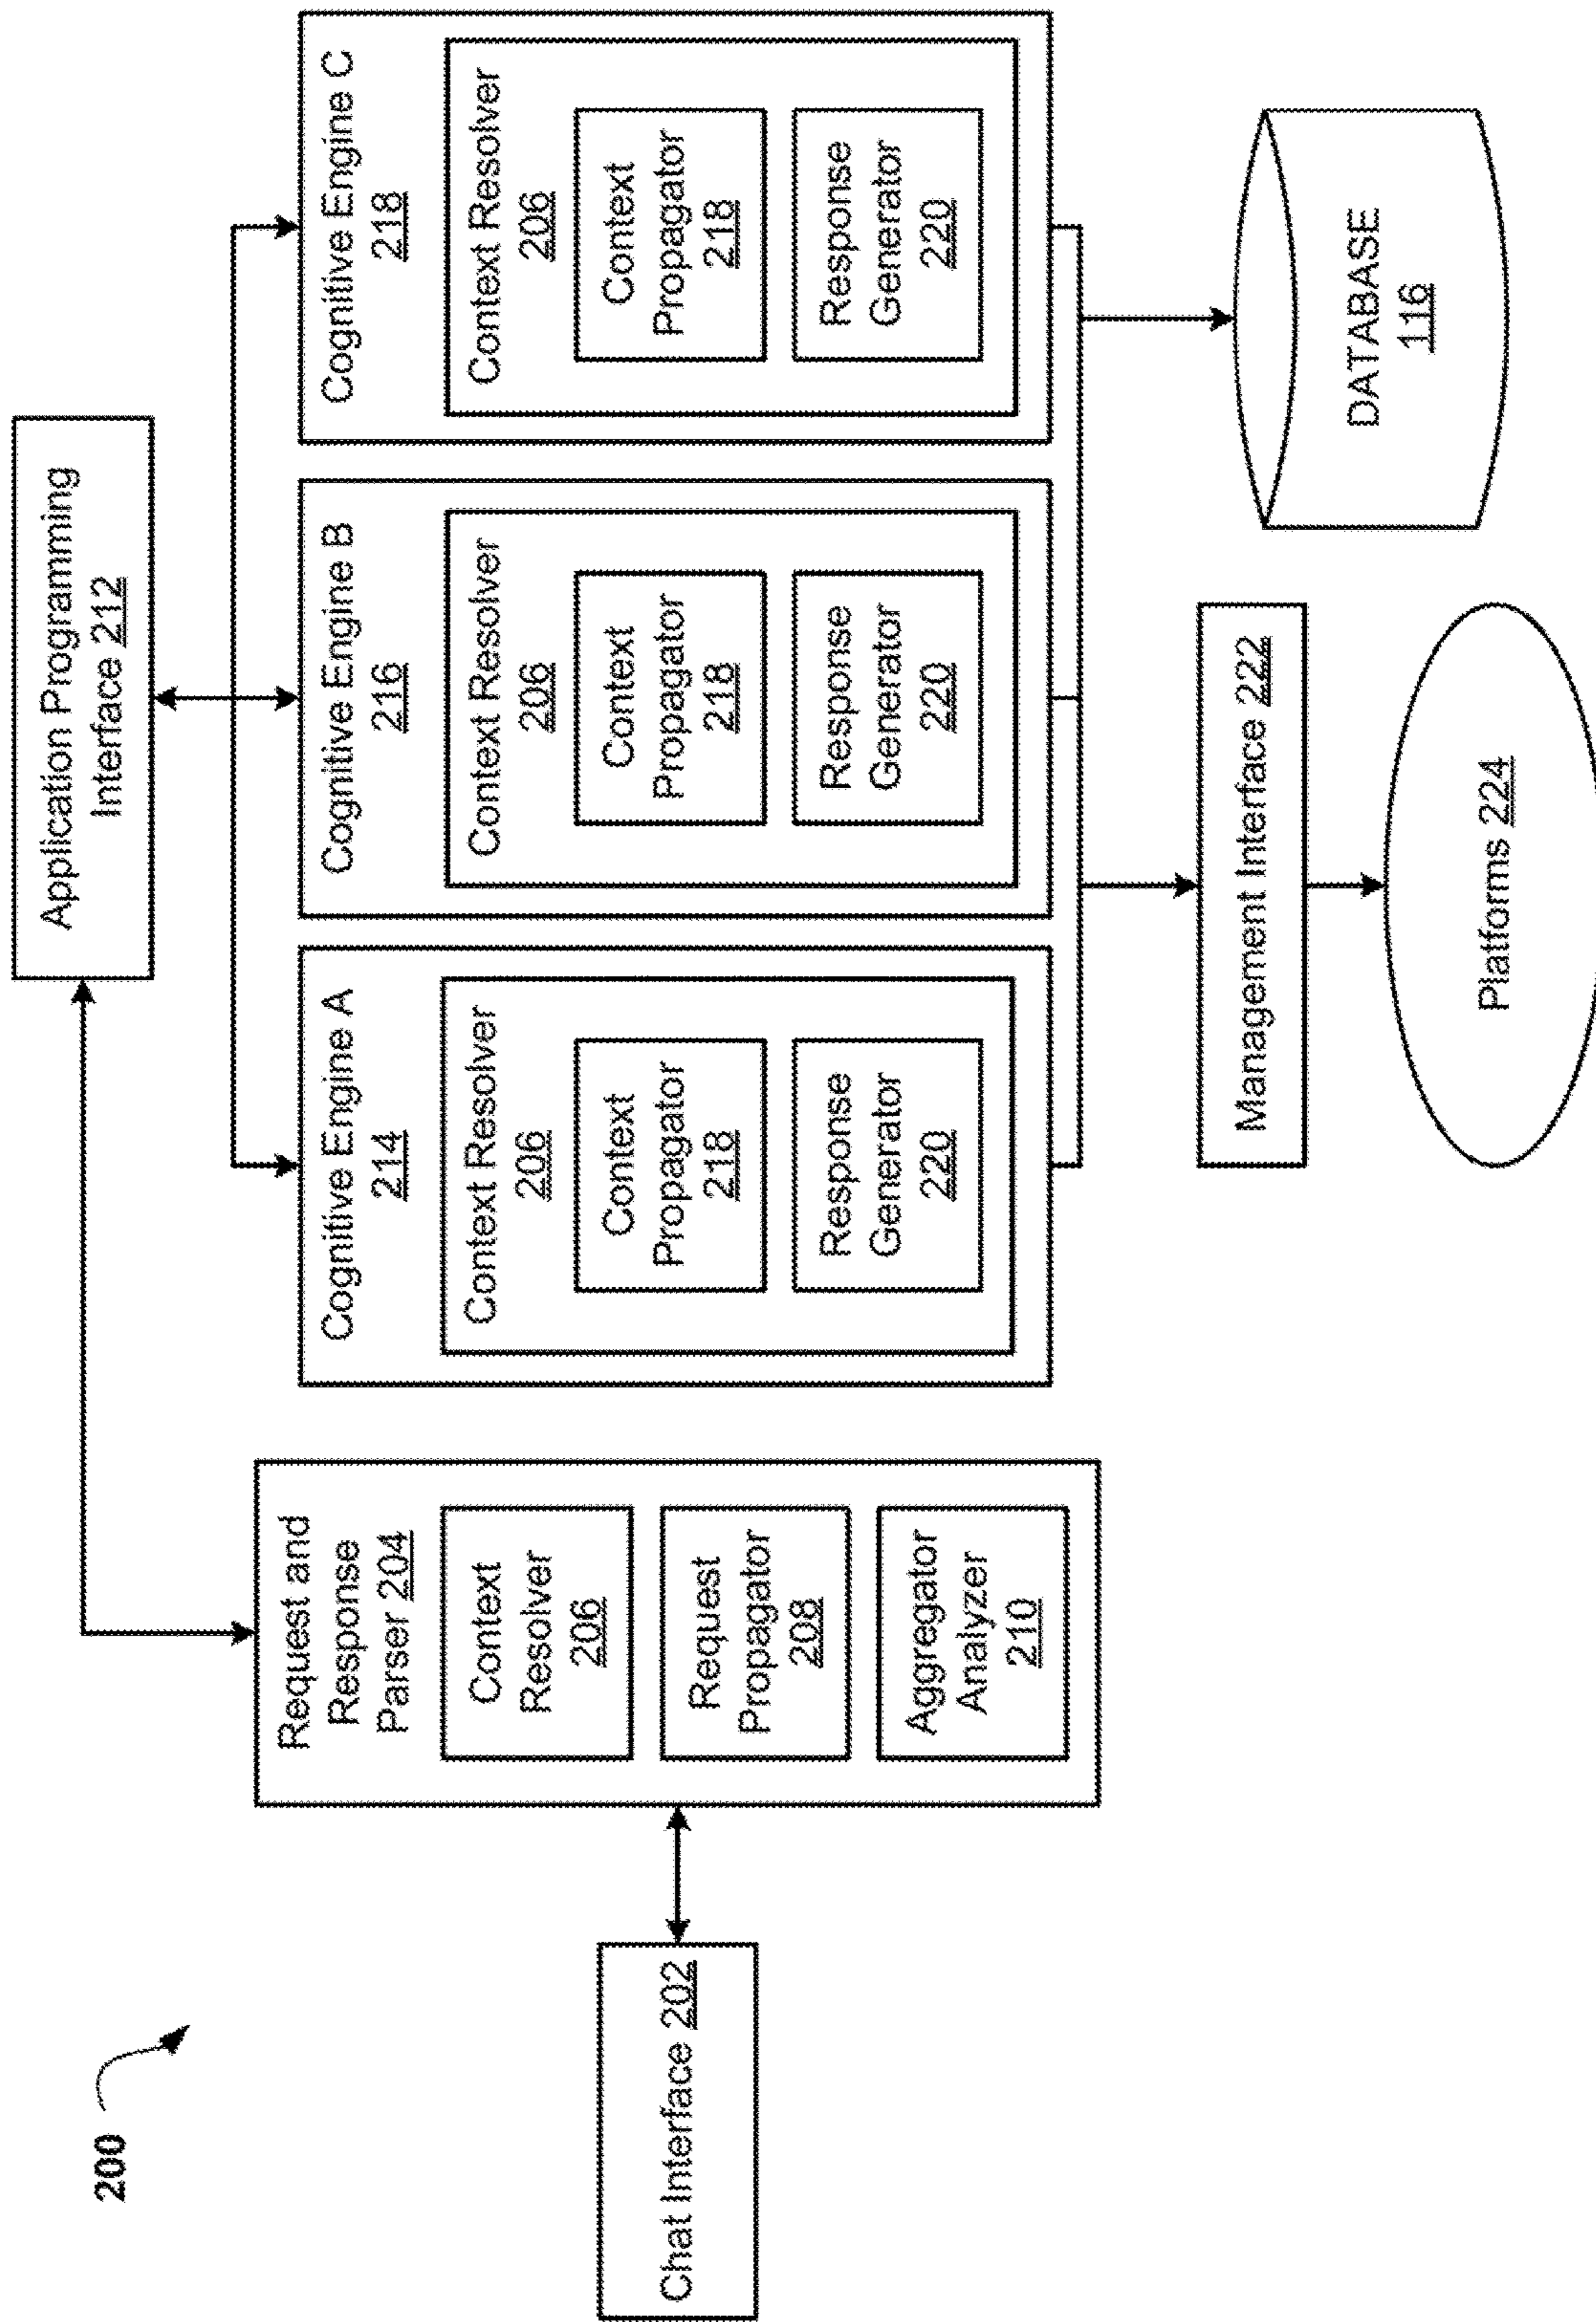 200
Chat Interface 202
Request and
Response
Parser 204
Context
Resolver
206
Request
Propagator
208
Aggregator
Analyzer
210
Application Programming
Interface 212
Cognitive Engine A
214
Context Resolver
206
Context
Propagator
218
Response
Generator
220
Cognitive Engine B
216
Context Resolver
206
Context
Propagator
218
Response
Generator
220
Cognitive Engine C
218
Context Resolver
206
Context
Propagator
218
Response
Generator
220
Management Interface 222
Platforms 224
DATABASE
116